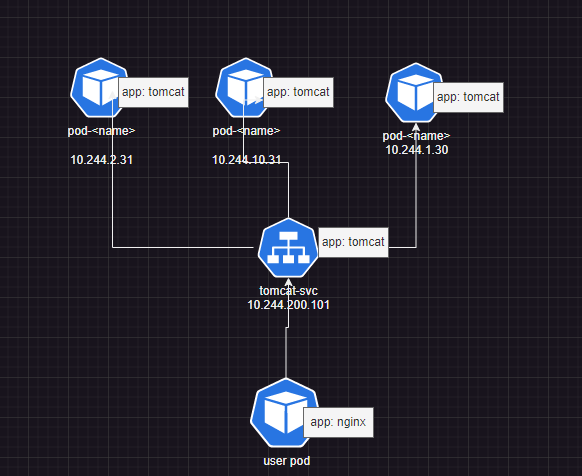 app: tomcat
pod-<name>
10.244.2.31
app: tomcat
pod-<name>
10.244.10.31
app: tomcat
pod-<name>
10.244.1.30
app: tomcat
tomcat-svc
10.244.200.101
app: nginx
user pod